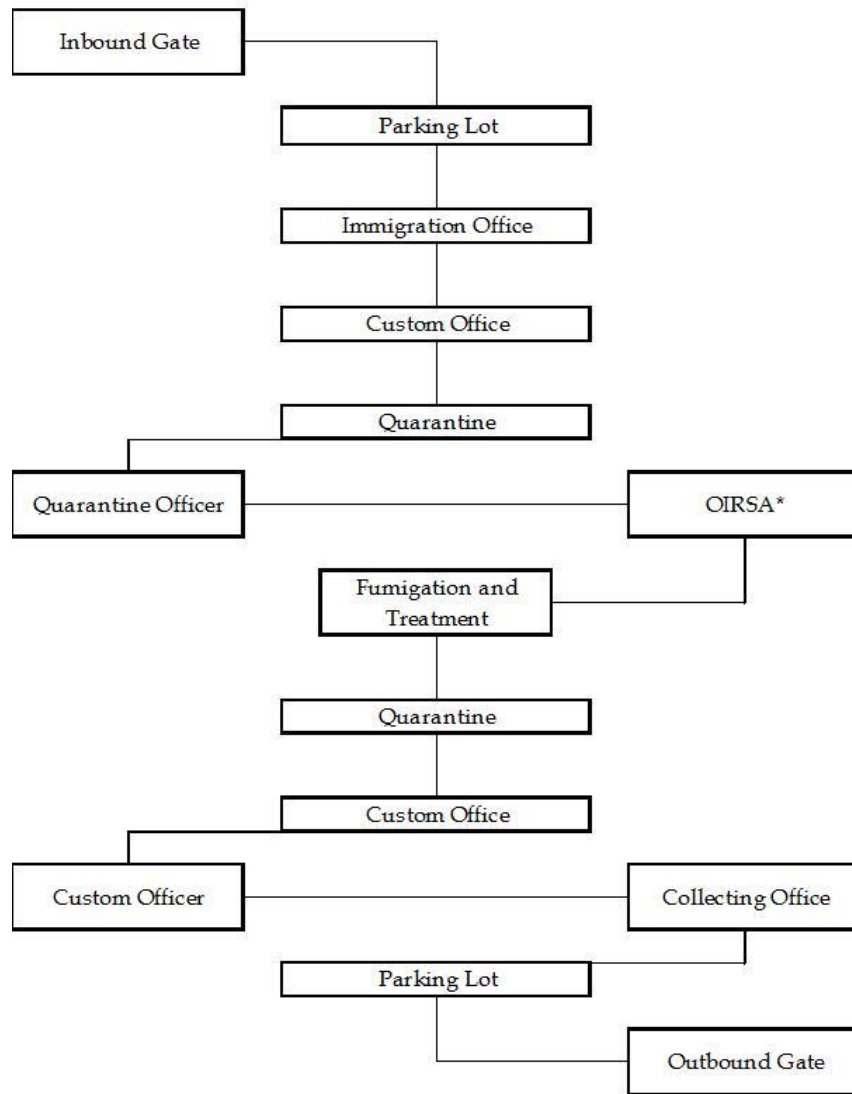 Inbound Gate
Parking Lot
Immigration Office
Custom Office
Quarantine
Quarantine Officer
OIRSA*
Fumigation and
Treatment
Quarantine
Custom Office
Custom Officer
Collecting Office
Parking Lot
Outbound Gate